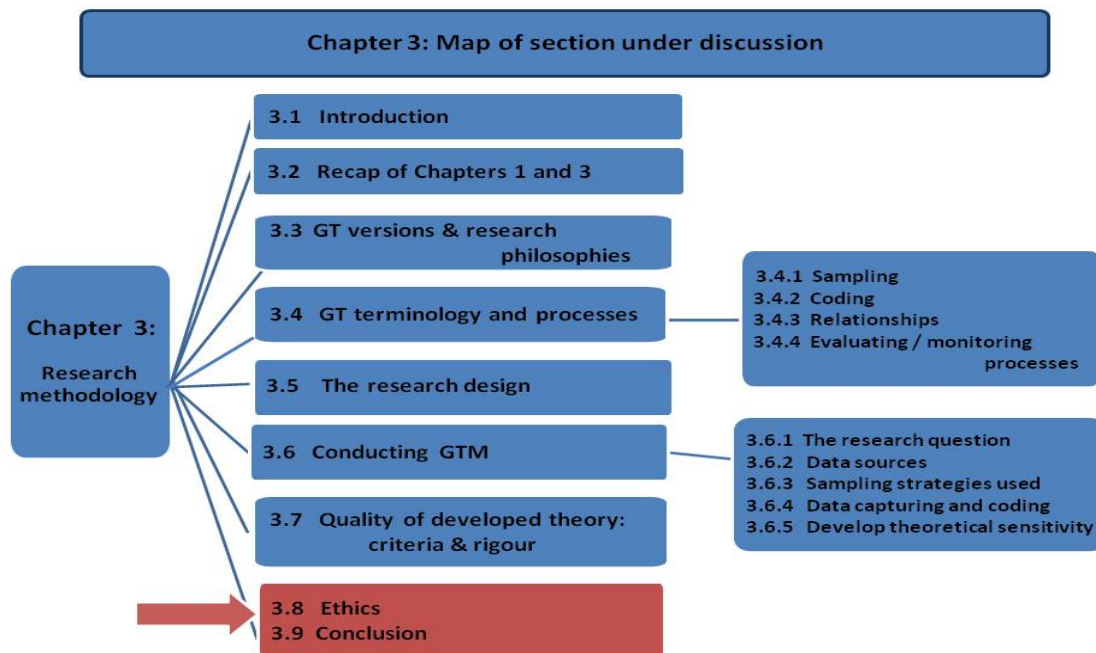 Chapter 3: Map of section under discussion
Chapter 3:
Research
methodology
3.1 Introduction
3.2 Recap of Chapters 1 and 3
3.3 GT versions & research
philosophies
3.4 GT terminology and processes
3.4.1 Sampling
3.4.2 Coding
3.4.3 Relationships
3.4.4 Evaluating / monitoring
processes
3.5 The research design
3.6 Conducting GTM
3.6.1 The research question
3.6.2 Data sources
3.6.3 Sampling strategies used
3.6.4 Data capturing and coding
3.6.5 Develop theoretical sensitivity
3.7 Quality of developed theory:
criteria & rigour
3.8 Ethics
3.9 Conclusion